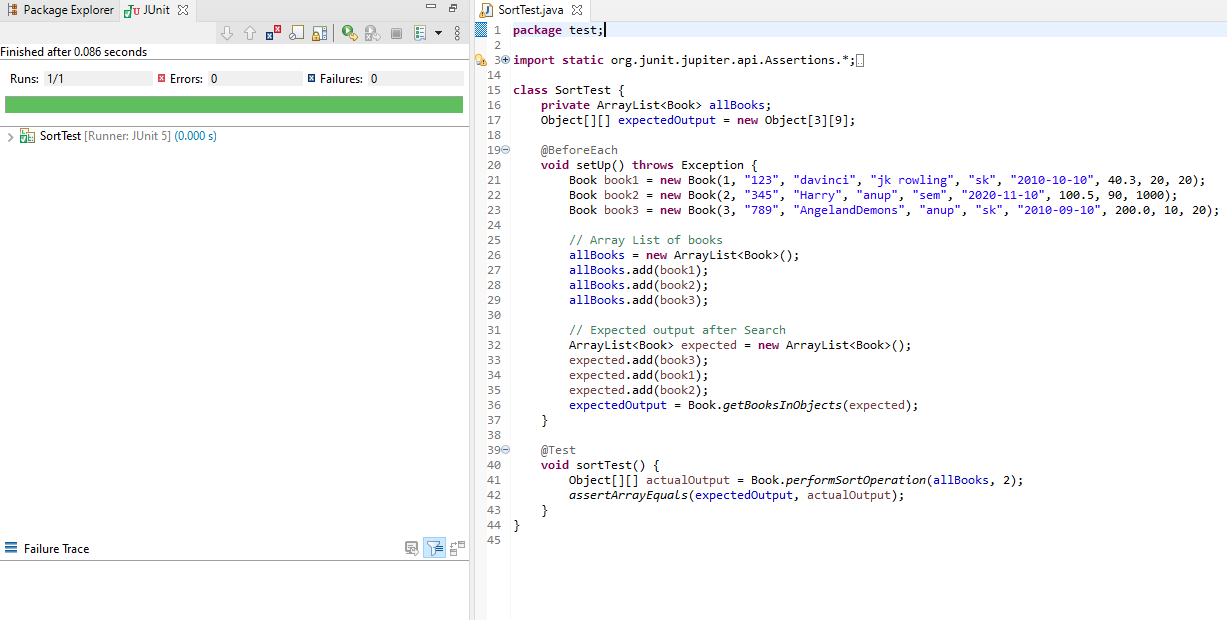 Package Explorer JUnit
Finished after 0.086 seconds
Runs: 1/1 Errors: 0 Failures: 0
SortTest [Runner: JUnit 5] (0.000 s)
Failure Trace
SortTest.java
1 package test;
2
3 import static org.junit.jupiter.api.Assertions.*;
14
15 class SortTest {
16 private ArrayList<Book> allBooks;
17 Object[][] expectedOutput = new Object[3][9];
18
19 @BeforeEach
20 void setUp() throws Exception {
21 Book book1 = new Book(1, "123", "davinci", "jk rowling", "sk", "2010-10-10", 40.3, 20, 20);
22 Book book2 = new Book(2, "345", "Harry", "anup", "sem", "2020-11-10", 100.5, 90, 1000);
23 Book book3 = new Book(3, "789", "AngelandDemons", "anup", "sk", "2010-09-10", 200.0, 10, 20);
24
25 // Array List of books
26 allBooks = new ArrayList<Book>();
27 allBooks.add(book1);
28 allBooks.add(book2);
29 allBooks.add(book3);
30
31 // Expected output after Search
32 ArrayList<Book> expected = new ArrayList<Book>();
33 expected.add(book3);
34 expected.add(book1);
35 expected.add(book2);
36 expectedOutput = Book.getBooksInObjects(expected);
37 }
38
39 @Test
40 void sortTest() {
41 Object[][] actualOutput = Book.performSortOperation(allBooks, 2);
42 assertArrayEquals(expectedOutput, actualOutput);
43 }
44 }
45